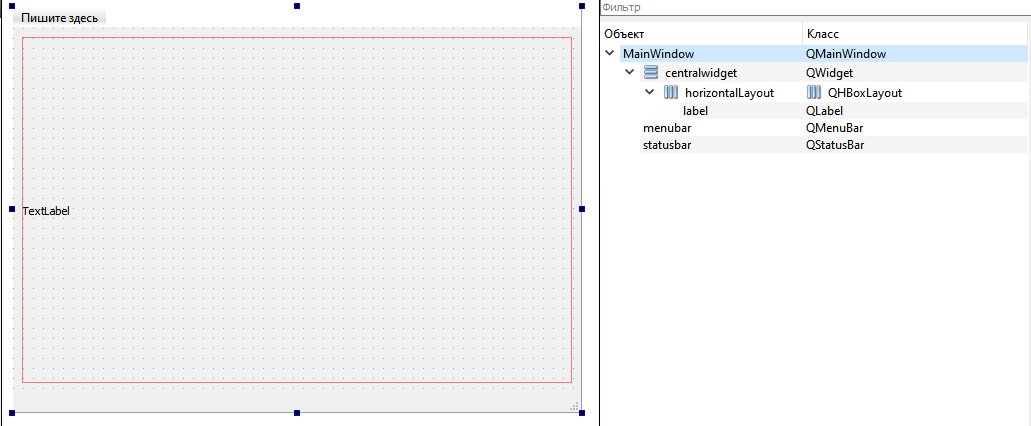 Пишите здесь
TextLabel
Фильтр
Объект Класс
MainWindow QMainWindow
centralwidget QWidget
horizontalLayout QHBoxLayout
label QLabel
menubar QMenuBar
statusbar QStatusBar